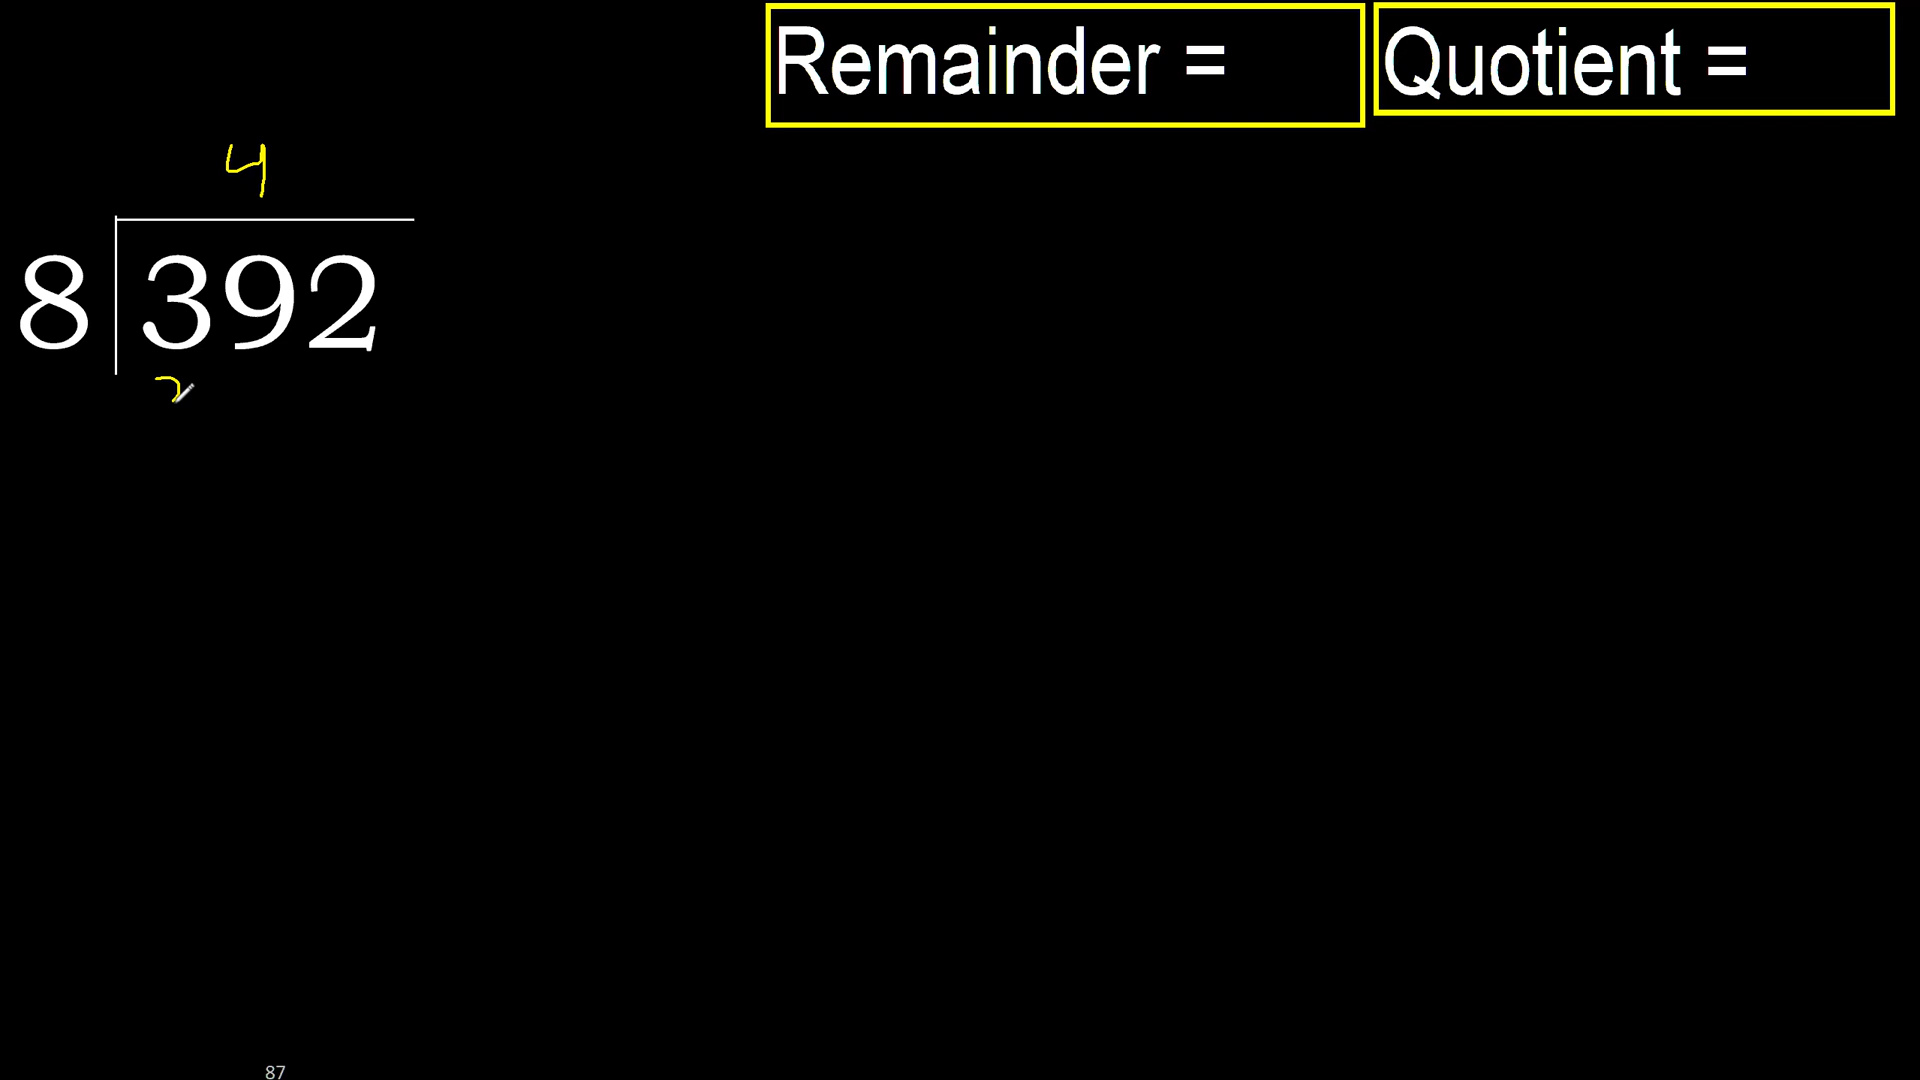 Remainder = Quotient =
4
8 392
87